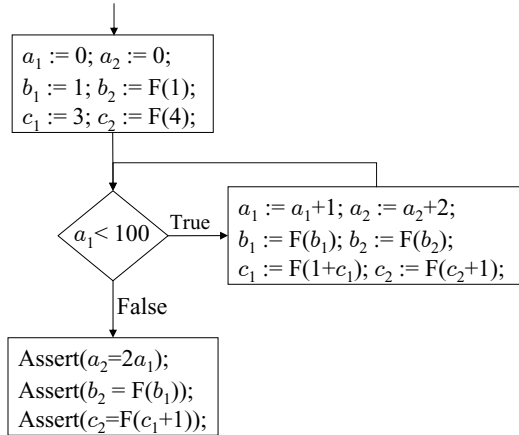 a₁ := 0; a₂ := 0;
b₁ := 1; b₂ := F(1);
c₁ := 3; c₂ := F(4);
a₁< 100
True
a₁ := a₁+1; a₂ := a₂+2;
b₁ := F(b₁); b₂ := F(b₂);
c₁ := F(1+c₁); c₂ := F(c₂+1);
False
Assert(a₂=2a₁);
Assert(b₂ = F(b₁));
Assert(c₂=F(c₁+1));